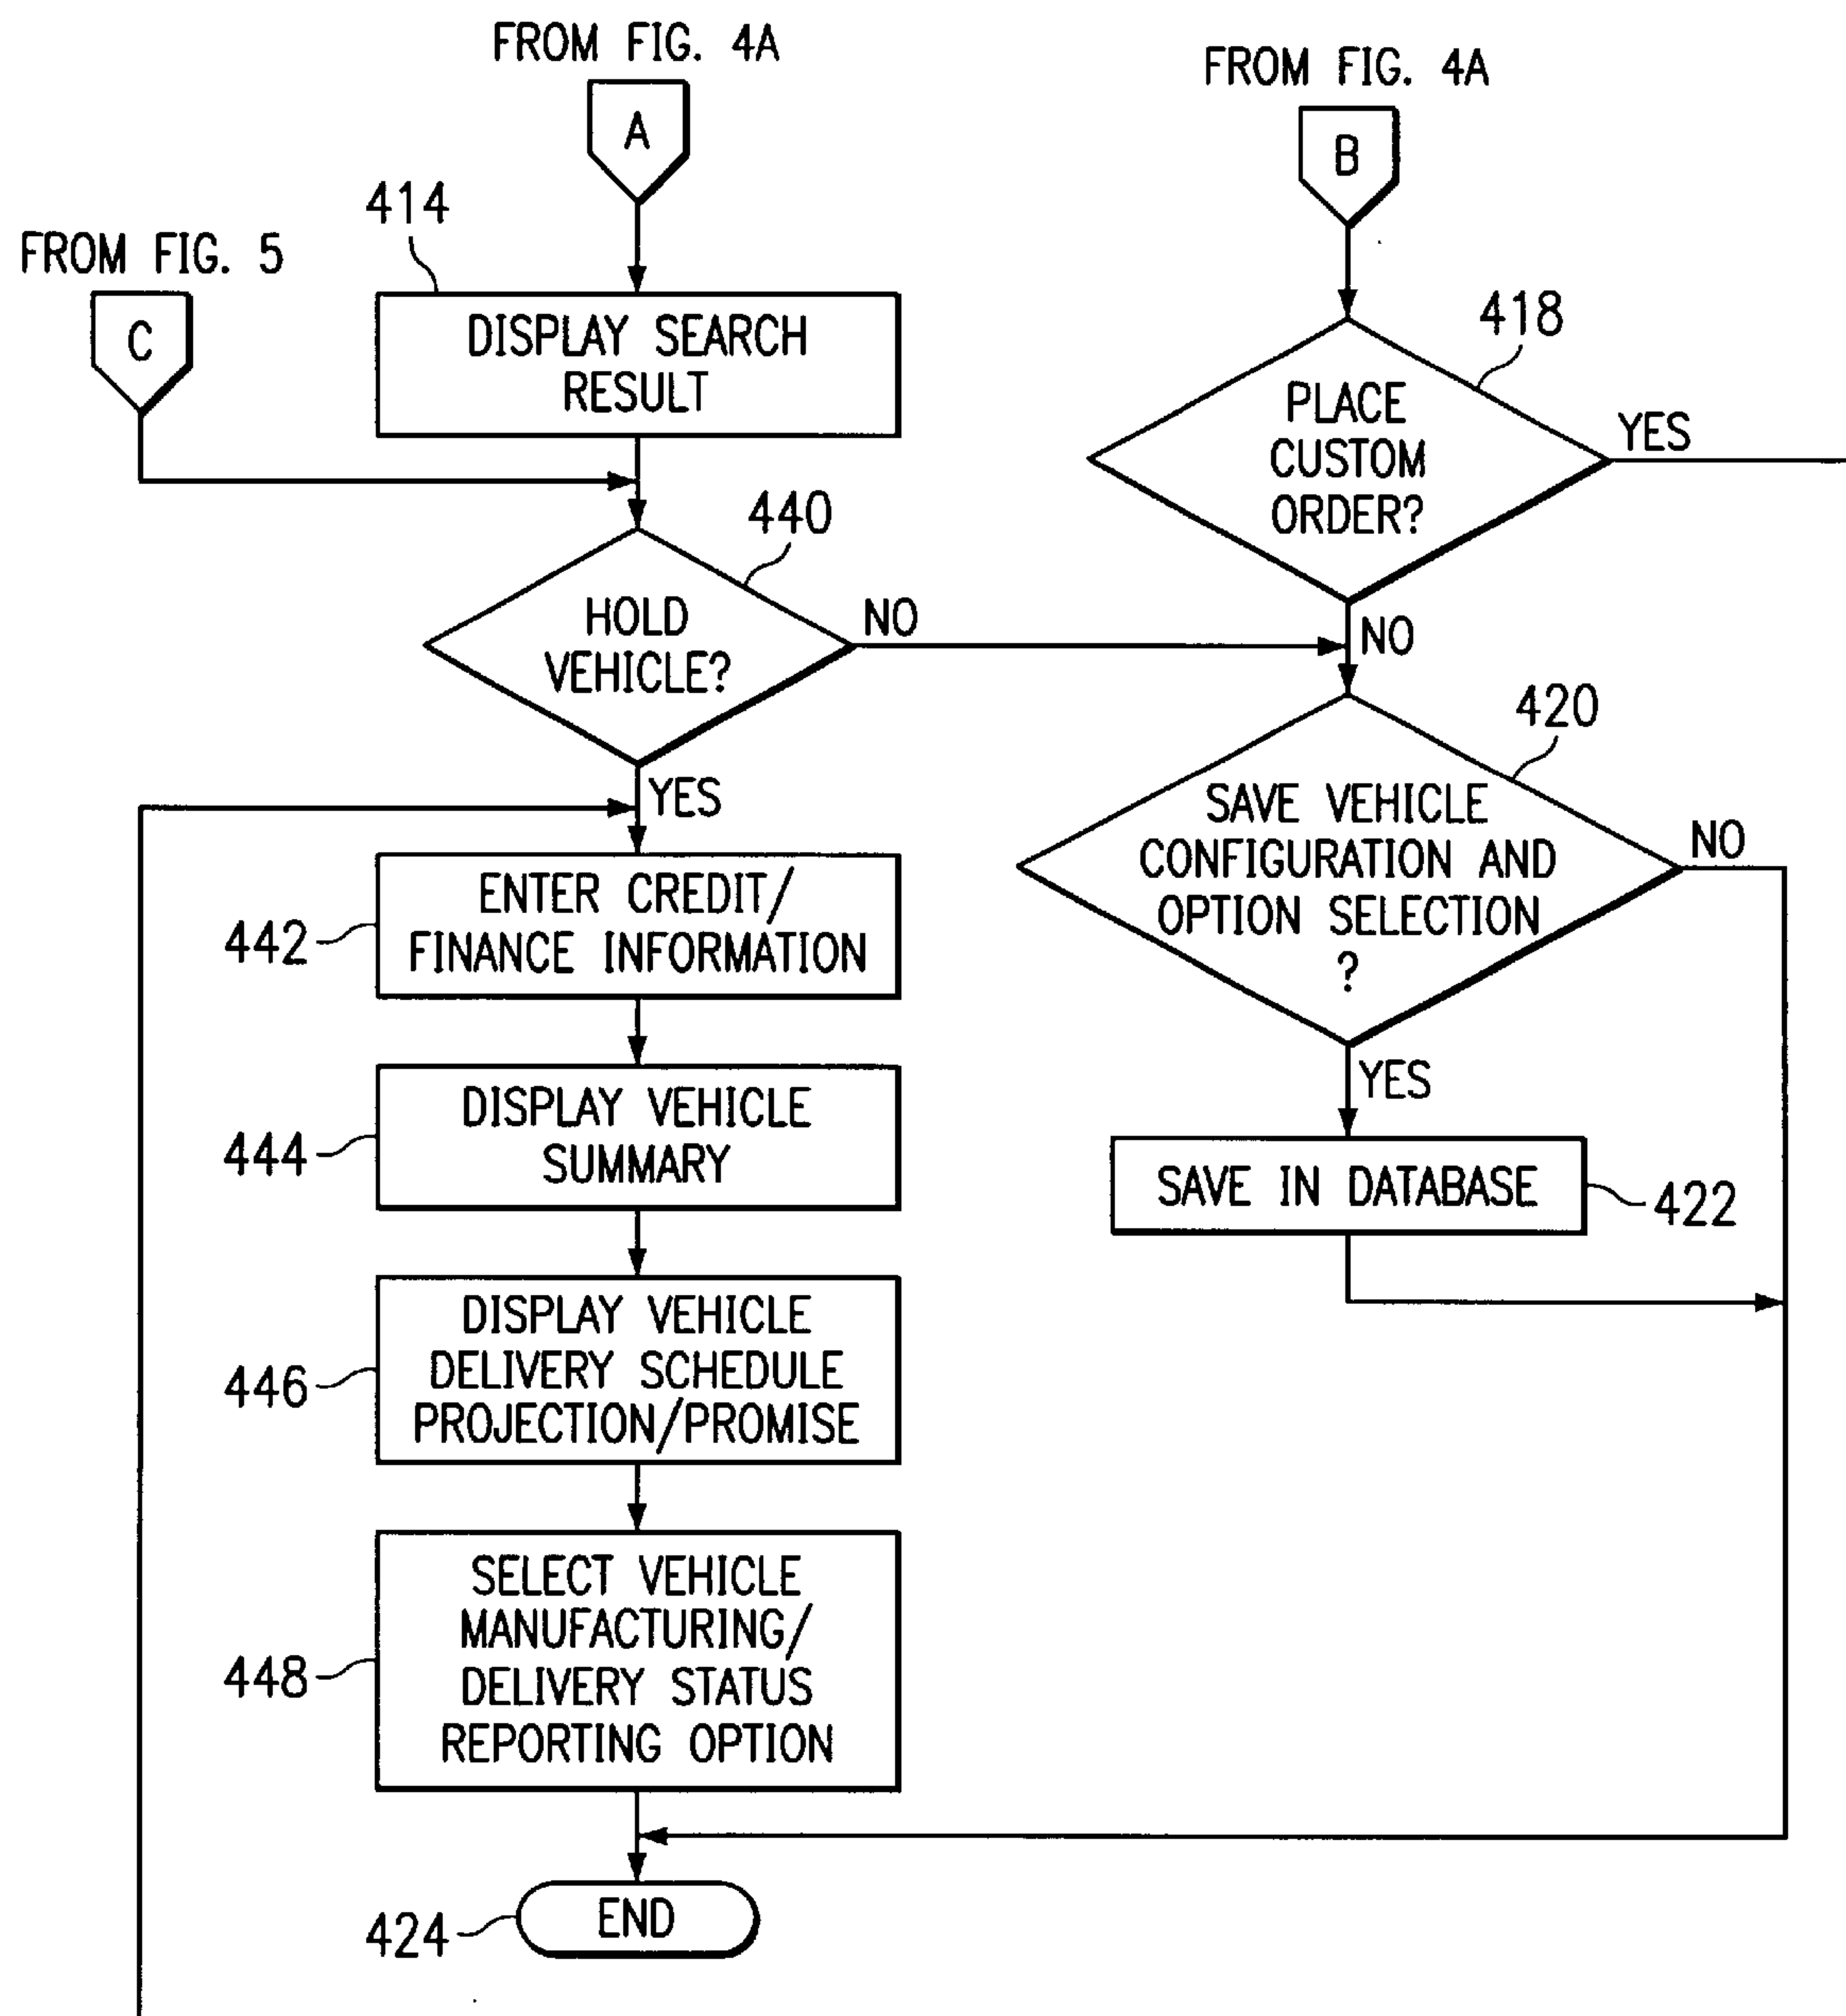 FROM FIG. 4A
A
FROM FIG. 4A
B
414
FROM FIG. 5
C
DISPLAY SEARCH
RESULT
418
PLACE
CUSTOM
ORDER?
YES
440
HOLD
VEHICLE?
NO
NO
YES
420
SAVE VEHICLE
CONFIGURATION AND
OPTION SELECTION
?
NO
442
ENTER CREDIT/
FINANCE INFORMATION
YES
444
DISPLAY VEHICLE
SUMMARY
SAVE IN DATABASE
422
446
DISPLAY VEHICLE
DELIVERY SCHEDULE
PROJECTION/PROMISE
448
SELECT VEHICLE
MANUFACTURING/
DELIVERY STATUS
REPORTING OPTION
424
END